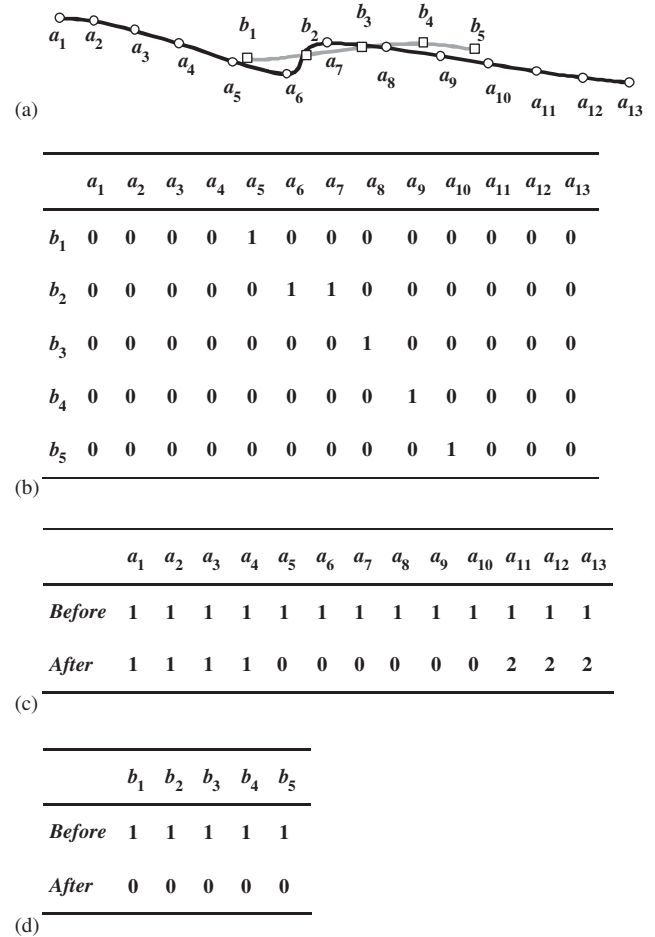 b1 b2 b3 b4 b5
a1 a2 a3 a4 a5 a6 a7 a8 a9 a10 a11 a12 a13
(a)
a1 a2 a3 a4 a5 a6 a7 a8 a9 a10 a11 a12 a13
b1 0 0 0 0 1 0 0 0 0 0 0 0 0
b2 0 0 0 0 0 1 1 0 0 0 0 0 0
b3 0 0 0 0 0 0 0 1 0 0 0 0 0
b4 0 0 0 0 0 0 0 0 1 0 0 0 0
b5 0 0 0 0 0 0 0 0 0 1 0 0 0
(b)
a1 a2 a3 a4 a5 a6 a7 a8 a9 a10 a11 a12 a13
Before 1 1 1 1 1 1 1 1 1 1 1 1 1
After 1 1 1 1 0 0 0 0 0 0 2 2 2
(c)
b1 b2 b3 b4 b5
Before 1 1 1 1 1
After 0 0 0 0 0
(d)